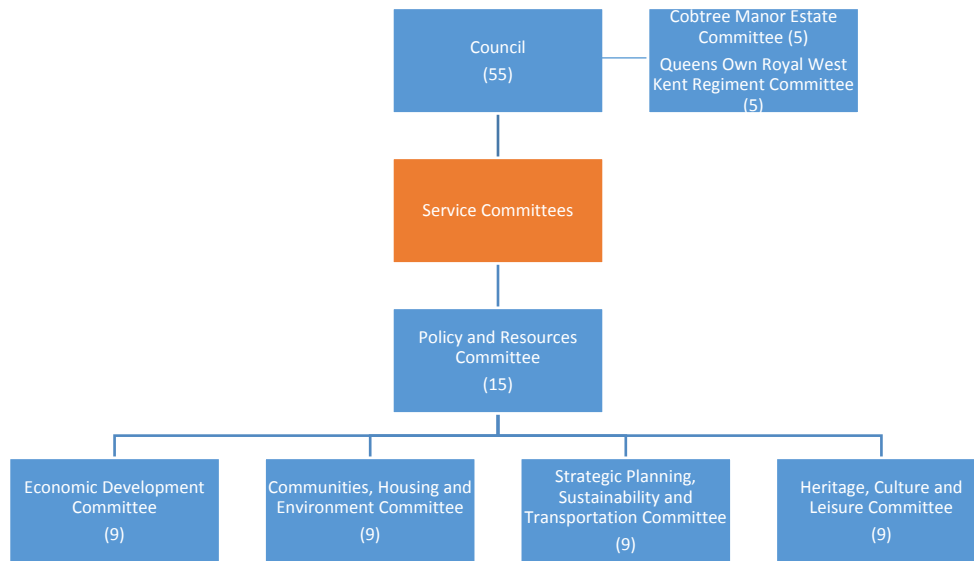 Council
(55)
Cobtree Manor Estate
Committee (5)
Queens Own Royal West
Kent Regiment Committee
(5)
Service Committees
Policy and Resources
Committee
(15)
Economic Development
Committee
(9)
Communities, Housing and
Environment Committee
(9)
Strategic Planning,
Sustainability and
Transportation Committee
(9)
Heritage, Culture and
Leisure Committee
(9)